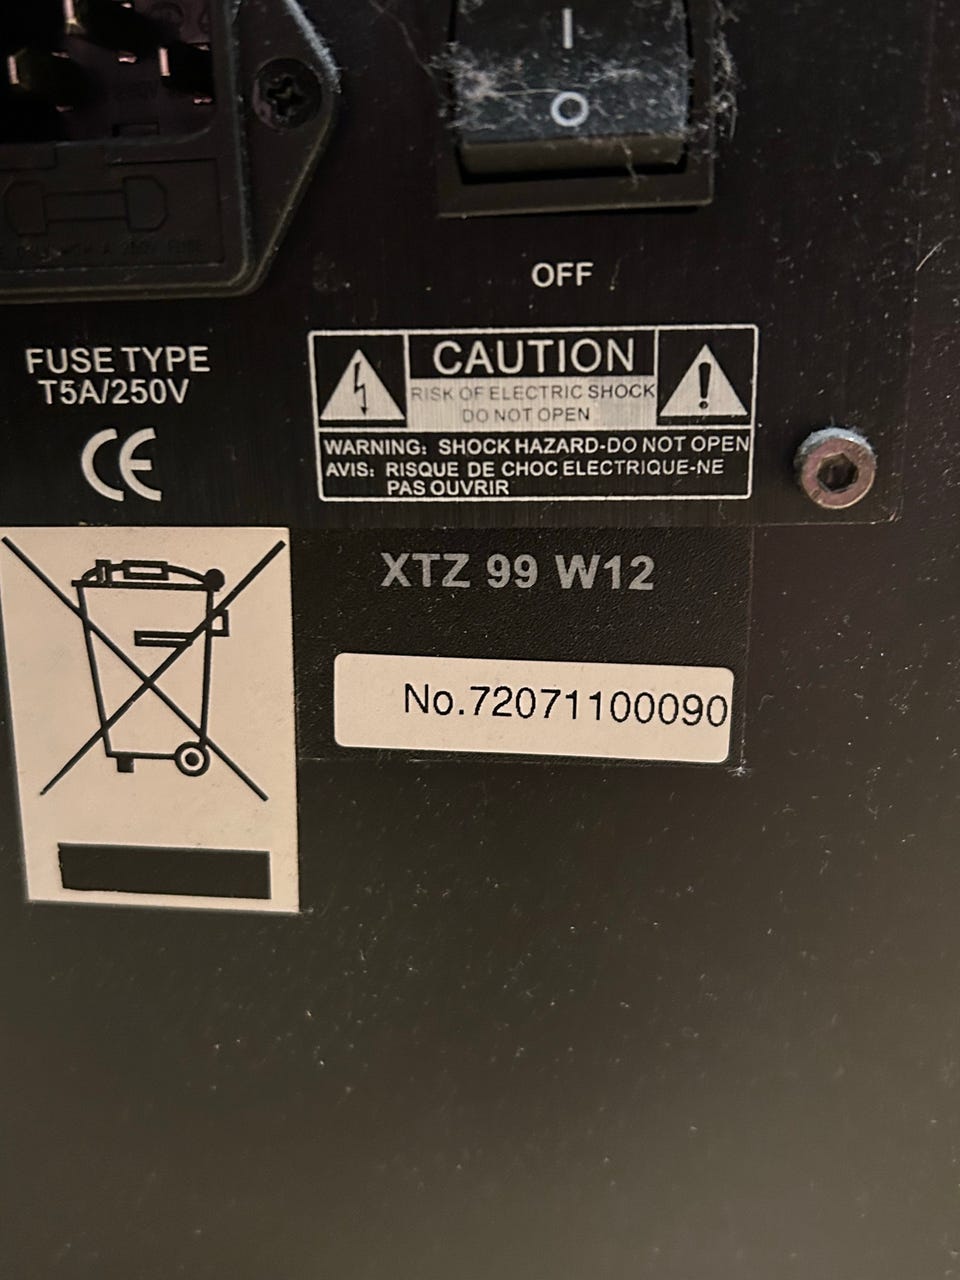 I
O
OFF
FUSE TYPE
T5A/250V
CE
CAUTION
RISK OF ELECTRIC SHOCK
DO NOT OPEN
WARNING: SHOCK HAZARD-DO NOT OPEN
AVIS: RISQUE DE CHOC ELECTRIQUE-NE
PAS OUVRIR
XTZ 99 W12
No.72071100090